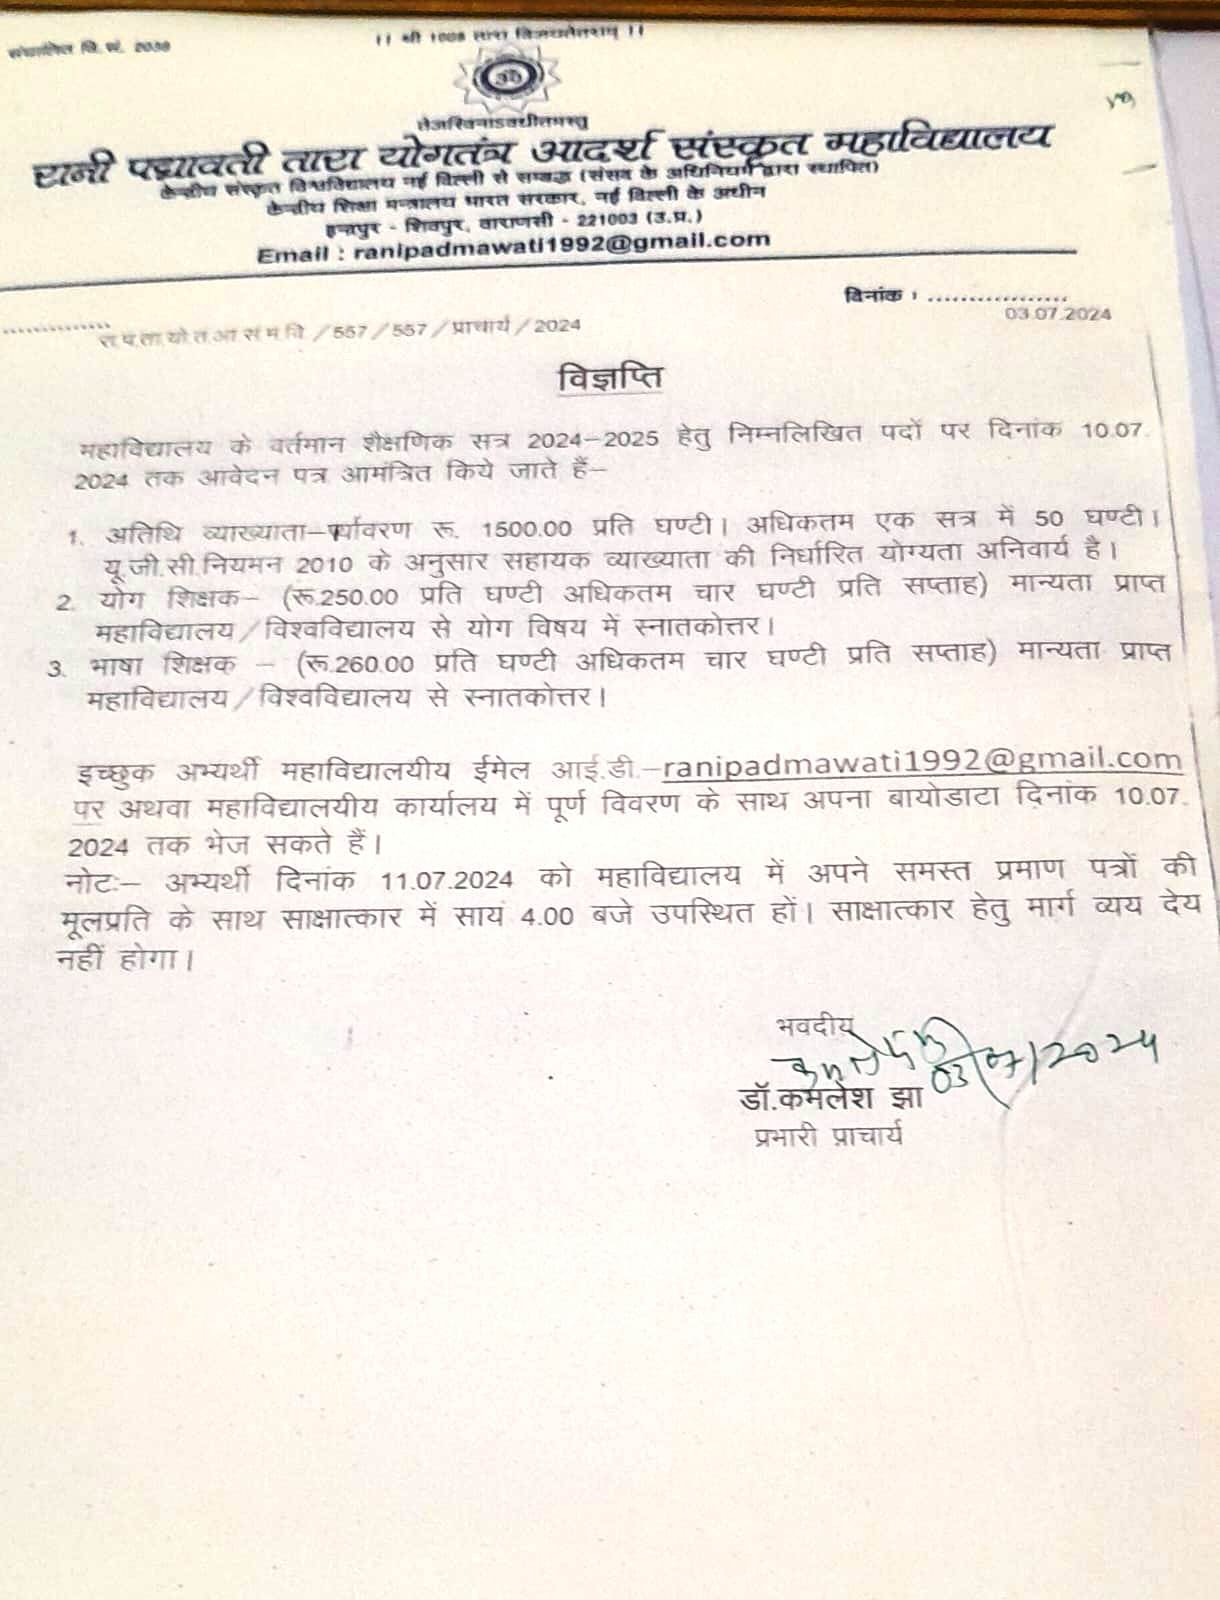 संचालित वि.सं. 2038
।। श्री 1008 तारा विजयतेतराम् ।।
तेजस्विनाऽवधीतमस्तु
रानी पद्मावती तारा योगतंत्र आदर्श संस्कृत महाविद्यालय
केन्द्रीय संस्कृत विश्वविद्यालय नई दिल्ली से सम्बद्ध (संसद के अधिनियम द्वारा स्थापित)
केन्द्रीय शिक्षा मन्त्रालय भारत सरकार, नई दिल्ली के अधीन
इन्द्रपुर - शिवपुर, वाराणसी - 221003 (उ.प्र.)
Email : ranipadmawati1992@gmail.com
दिनांक : ..................
03.07.2024
रा.प.ता.यो.त.आ.सं.म.वि /557/557/प्राचार्य/2024
विज्ञप्ति
महाविद्यालय के वर्तमान शैक्षणिक सत्र 2024–2025 हेतु निम्नलिखित पदों पर दिनांक 10.07.
2024 तक आवेदन पत्र आमंत्रित किये जाते हैं–
1. अतिथि व्याख्याता–पर्यावरण रू. 1500.00 प्रति घण्टी। अधिकतम एक सत्र में 50 घण्टी।
यू.जी.सी.नियमन 2010 के अनुसार सहायक व्याख्याता की निर्धारित योग्यता अनिवार्य है।
2. योग शिक्षक– (रू.250.00 प्रति घण्टी अधिकतम चार घण्टी प्रति सप्ताह) मान्यता प्राप्त
महाविद्यालय/विश्वविद्यालय से योग विषय में स्नातकोत्तर।
3. भाषा शिक्षक – (रू.260.00 प्रति घण्टी अधिकतम चार घण्टी प्रति सप्ताह) मान्यता प्राप्त
महाविद्यालय/विश्वविद्यालय से स्नातकोत्तर।
इच्छुक अभ्यर्थी महाविद्यालयीय ईमेल आई.डी.–ranipadmawati1992@gmail.com
पर अथवा महाविद्यालयीय कार्यालय में पूर्ण विवरण के साथ अपना बायोडाटा दिनांक 10.07.
2024 तक भेज सकते हैं।
नोटः– अभ्यर्थी दिनांक 11.07.2024 को महाविद्यालय में अपने समस्त प्रमाण पत्रों की
मूलप्रति के साथ साक्षात्कार में सायं 4.00 बजे उपस्थित हों। साक्षात्कार हेतु मार्ग व्यय देय
नहीं होगा।
भवदीय
03/07/2024
डॉ.कमलेश झा
प्रभारी प्राचार्य